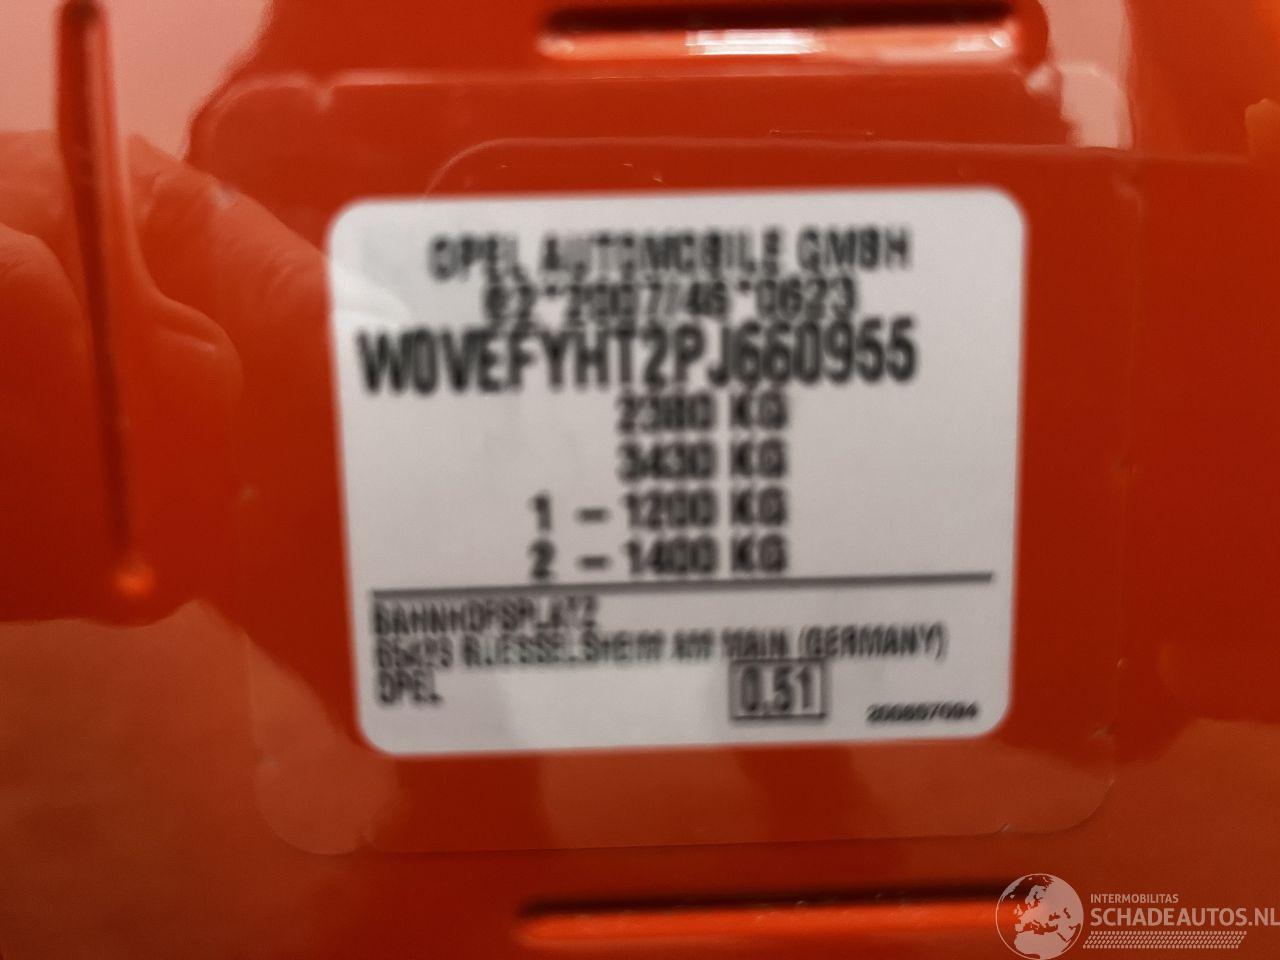 OPEL AUTOMOBILE GMBH
e2*2007/46*0623
W0VEFYHT2PJ660955
2380 KG
3430 KG
1 - 1200 KG
2 - 1400 KG
BAHNHOFSPLATZ
65423 RUESSELSHEIM AM MAIN (GERMANY)
OPEL
0.51
INTERMOBILITAS
SCHADEAUTOS.NL